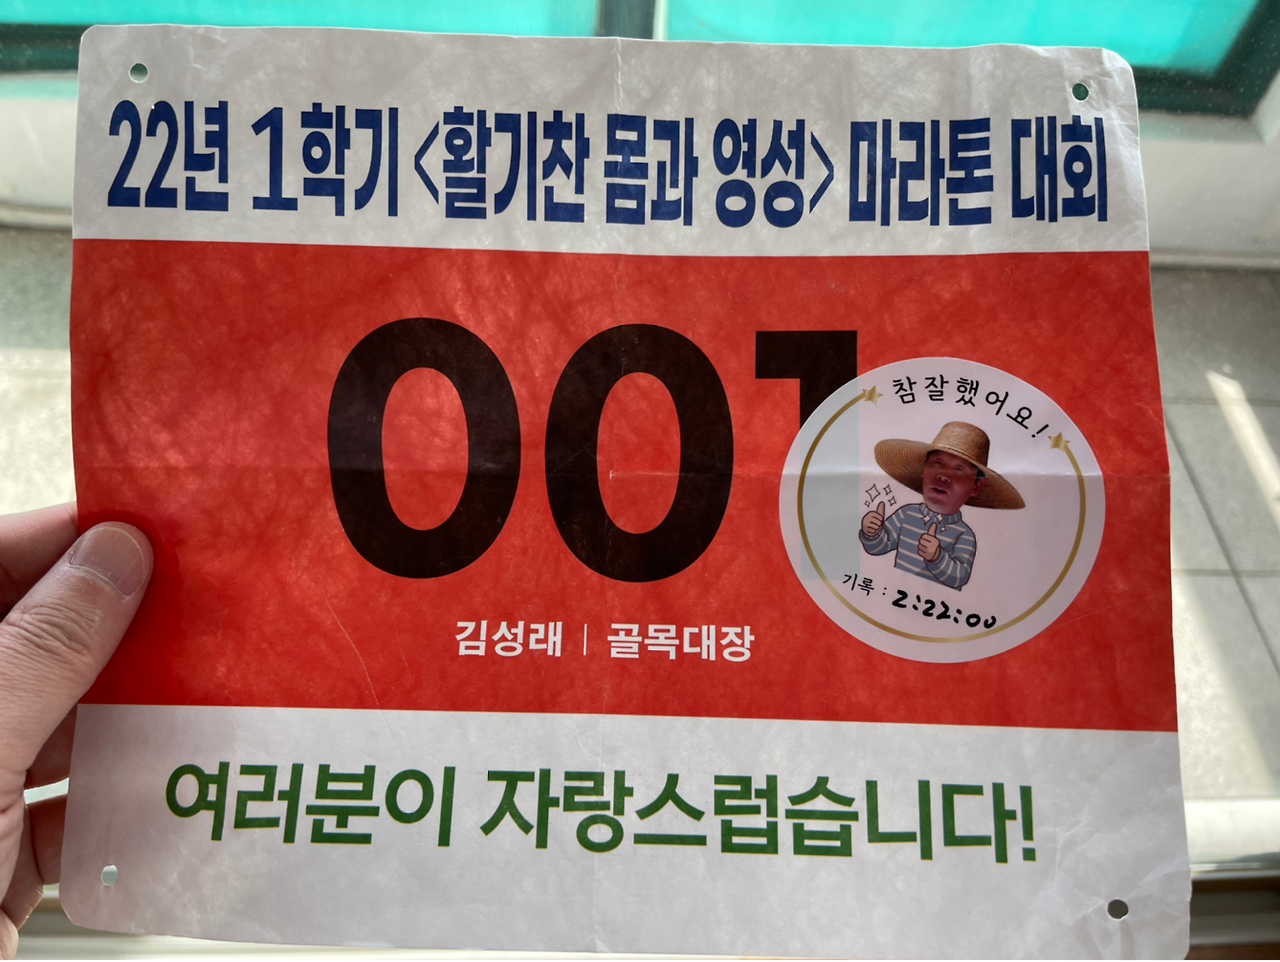 22년 1학기 <활기찬 몸과 영성> 마라톤 대회
001
참 잘했어요!
기록 : 2:22:00
김성래 | 골목대장
여러분이 자랑스럽습니다!